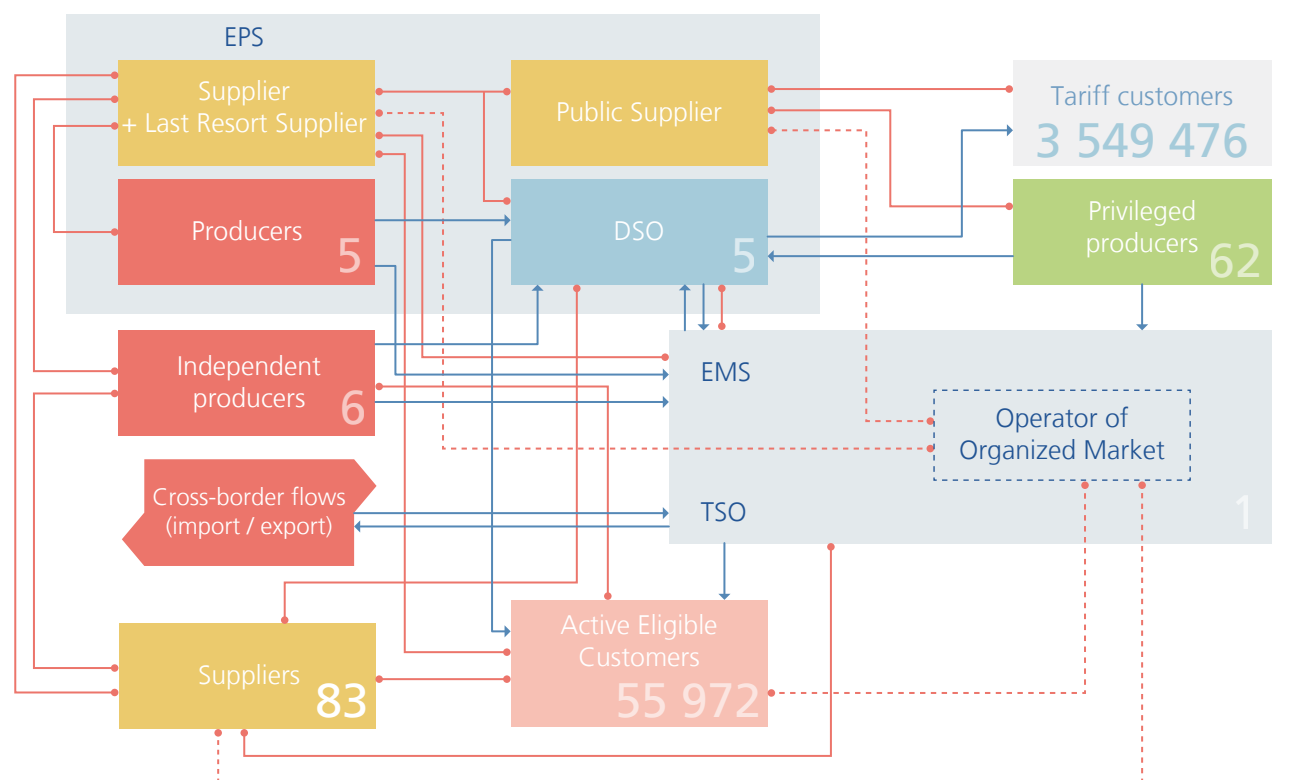 EPS
Supplier
+ Last Resort Supplier
Public Supplier
Tariff customers
3 549 476
Producers
5
DSO
5
Privileged
producers
62
Independent
producers
6
EMS
Operator of
Organized Market
Cross-border flows
(import / export)
TSO
1
Active Eligible
Customers
55 972
Suppliers
83